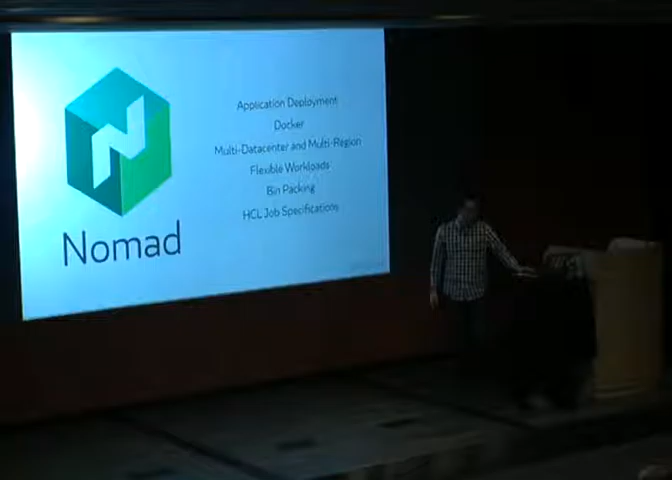 Application Deployment
Docker
Multi-Datacenter and Multi-Region
Flexible Workloads
Bin Packing
HCL Job Specifications
Nomad